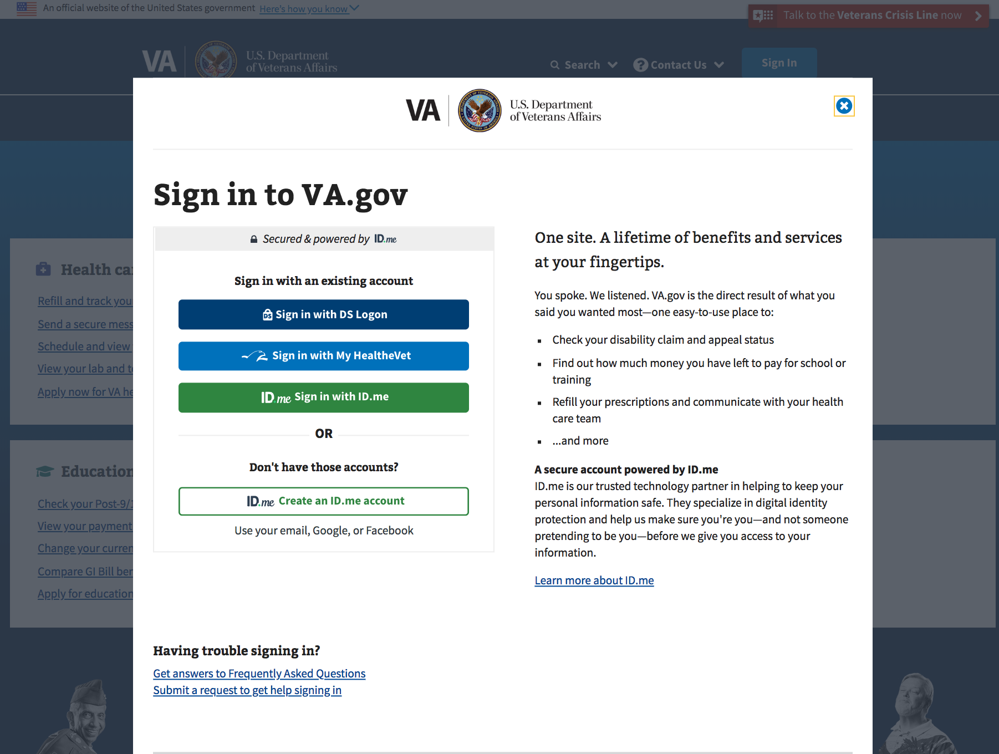 An official website of the United States government Here's how you know
Talk to the Veterans Crisis Line now
VA U.S. Department
of Veterans Affairs
Search Contact Us Sign In
VA U.S. Department
of Veterans Affairs
Sign in to VA.gov
Secured & powered by ID.me
Sign in with an existing account
DS Sign in with DS Logon
Sign in with My HealtheVet
ID.me Sign in with ID.me
OR
Don't have those accounts?
ID.me Create an ID.me account
Use your email, Google, or Facebook
One site. A lifetime of benefits and services
at your fingertips.
You spoke. We listened. VA.gov is the direct result of what you
said you wanted most—one easy-to-use place to:
Check your disability claim and appeal status
Find out how much money you have left to pay for school or
training
Refill your prescriptions and communicate with your health
care team
...and more
A secure account powered by ID.me
ID.me is our trusted technology partner in helping to keep your
personal information safe. They specialize in digital identity
protection and help us make sure you're you—and not someone
pretending to be you—before we give you access to your
information.
Learn more about ID.me
Having trouble signing in?
Get answers to Frequently Asked Questions
Submit a request to get help signing in
Health ca
Refill and track you
Send a secure mess
Schedule and view
View your lab and t
Apply now for VA he
Education
Check your Post-9/1
View your payment
Change your curren
Compare GI Bill ben
Apply for education